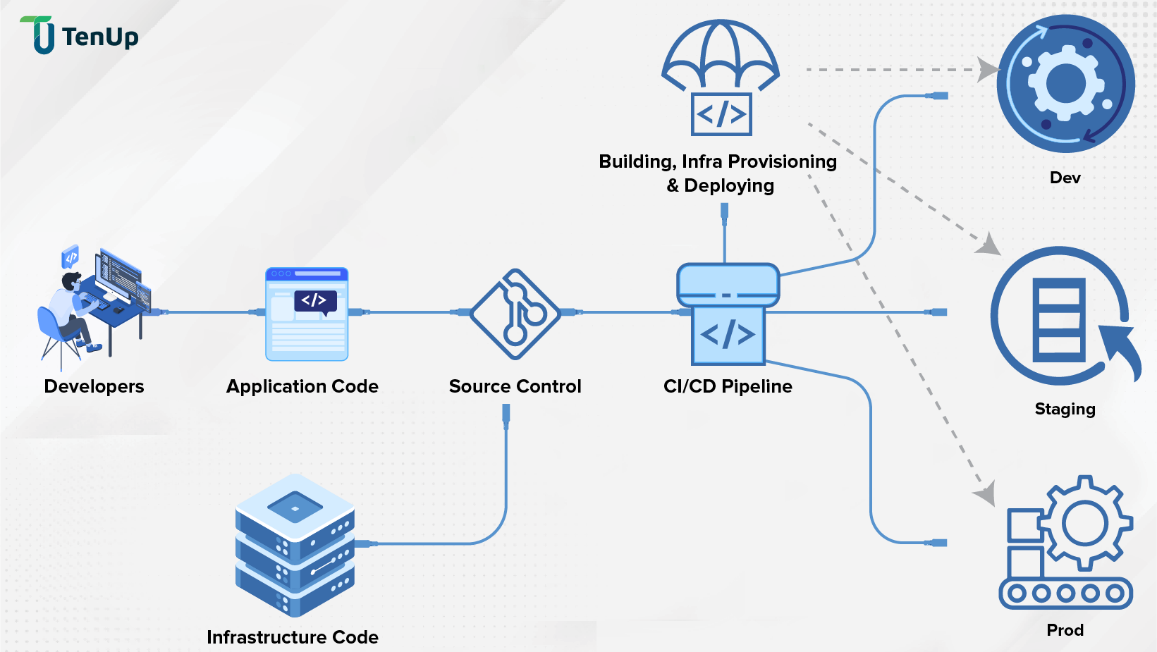 TenUp
Building, Infra Provisioning
& Deploying
</>
Dev
</>
Developers
</>
Application Code
Source Control
</>
CI/CD Pipeline
Staging
Infrastructure Code
Prod